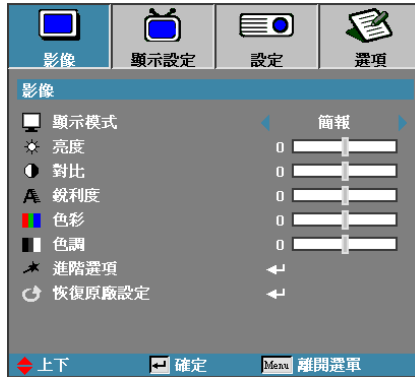 影像 顯示設定 設定 選項
影像
顯示模式 簡報
亮度 0
對比 0
銳利度 0
色彩 0
色調 0
進階選項
恢復原廠設定
上下 確定 Menu 離開選單